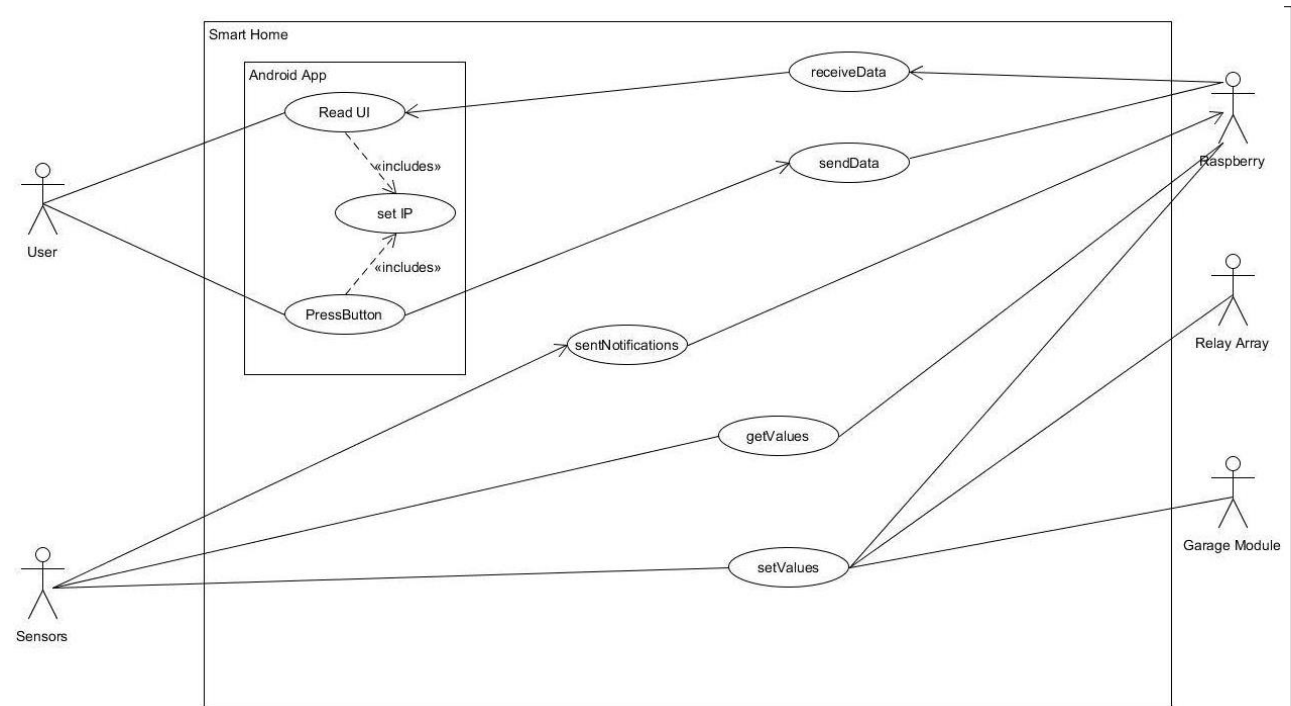 Smart Home
Android App
receiveData
Read UI
«includes»
sendData
Raspberry
set IP
User
«includes»
PressButton
sentNotifications
Relay Array
getValues
Garage Module
setValues
Sensors